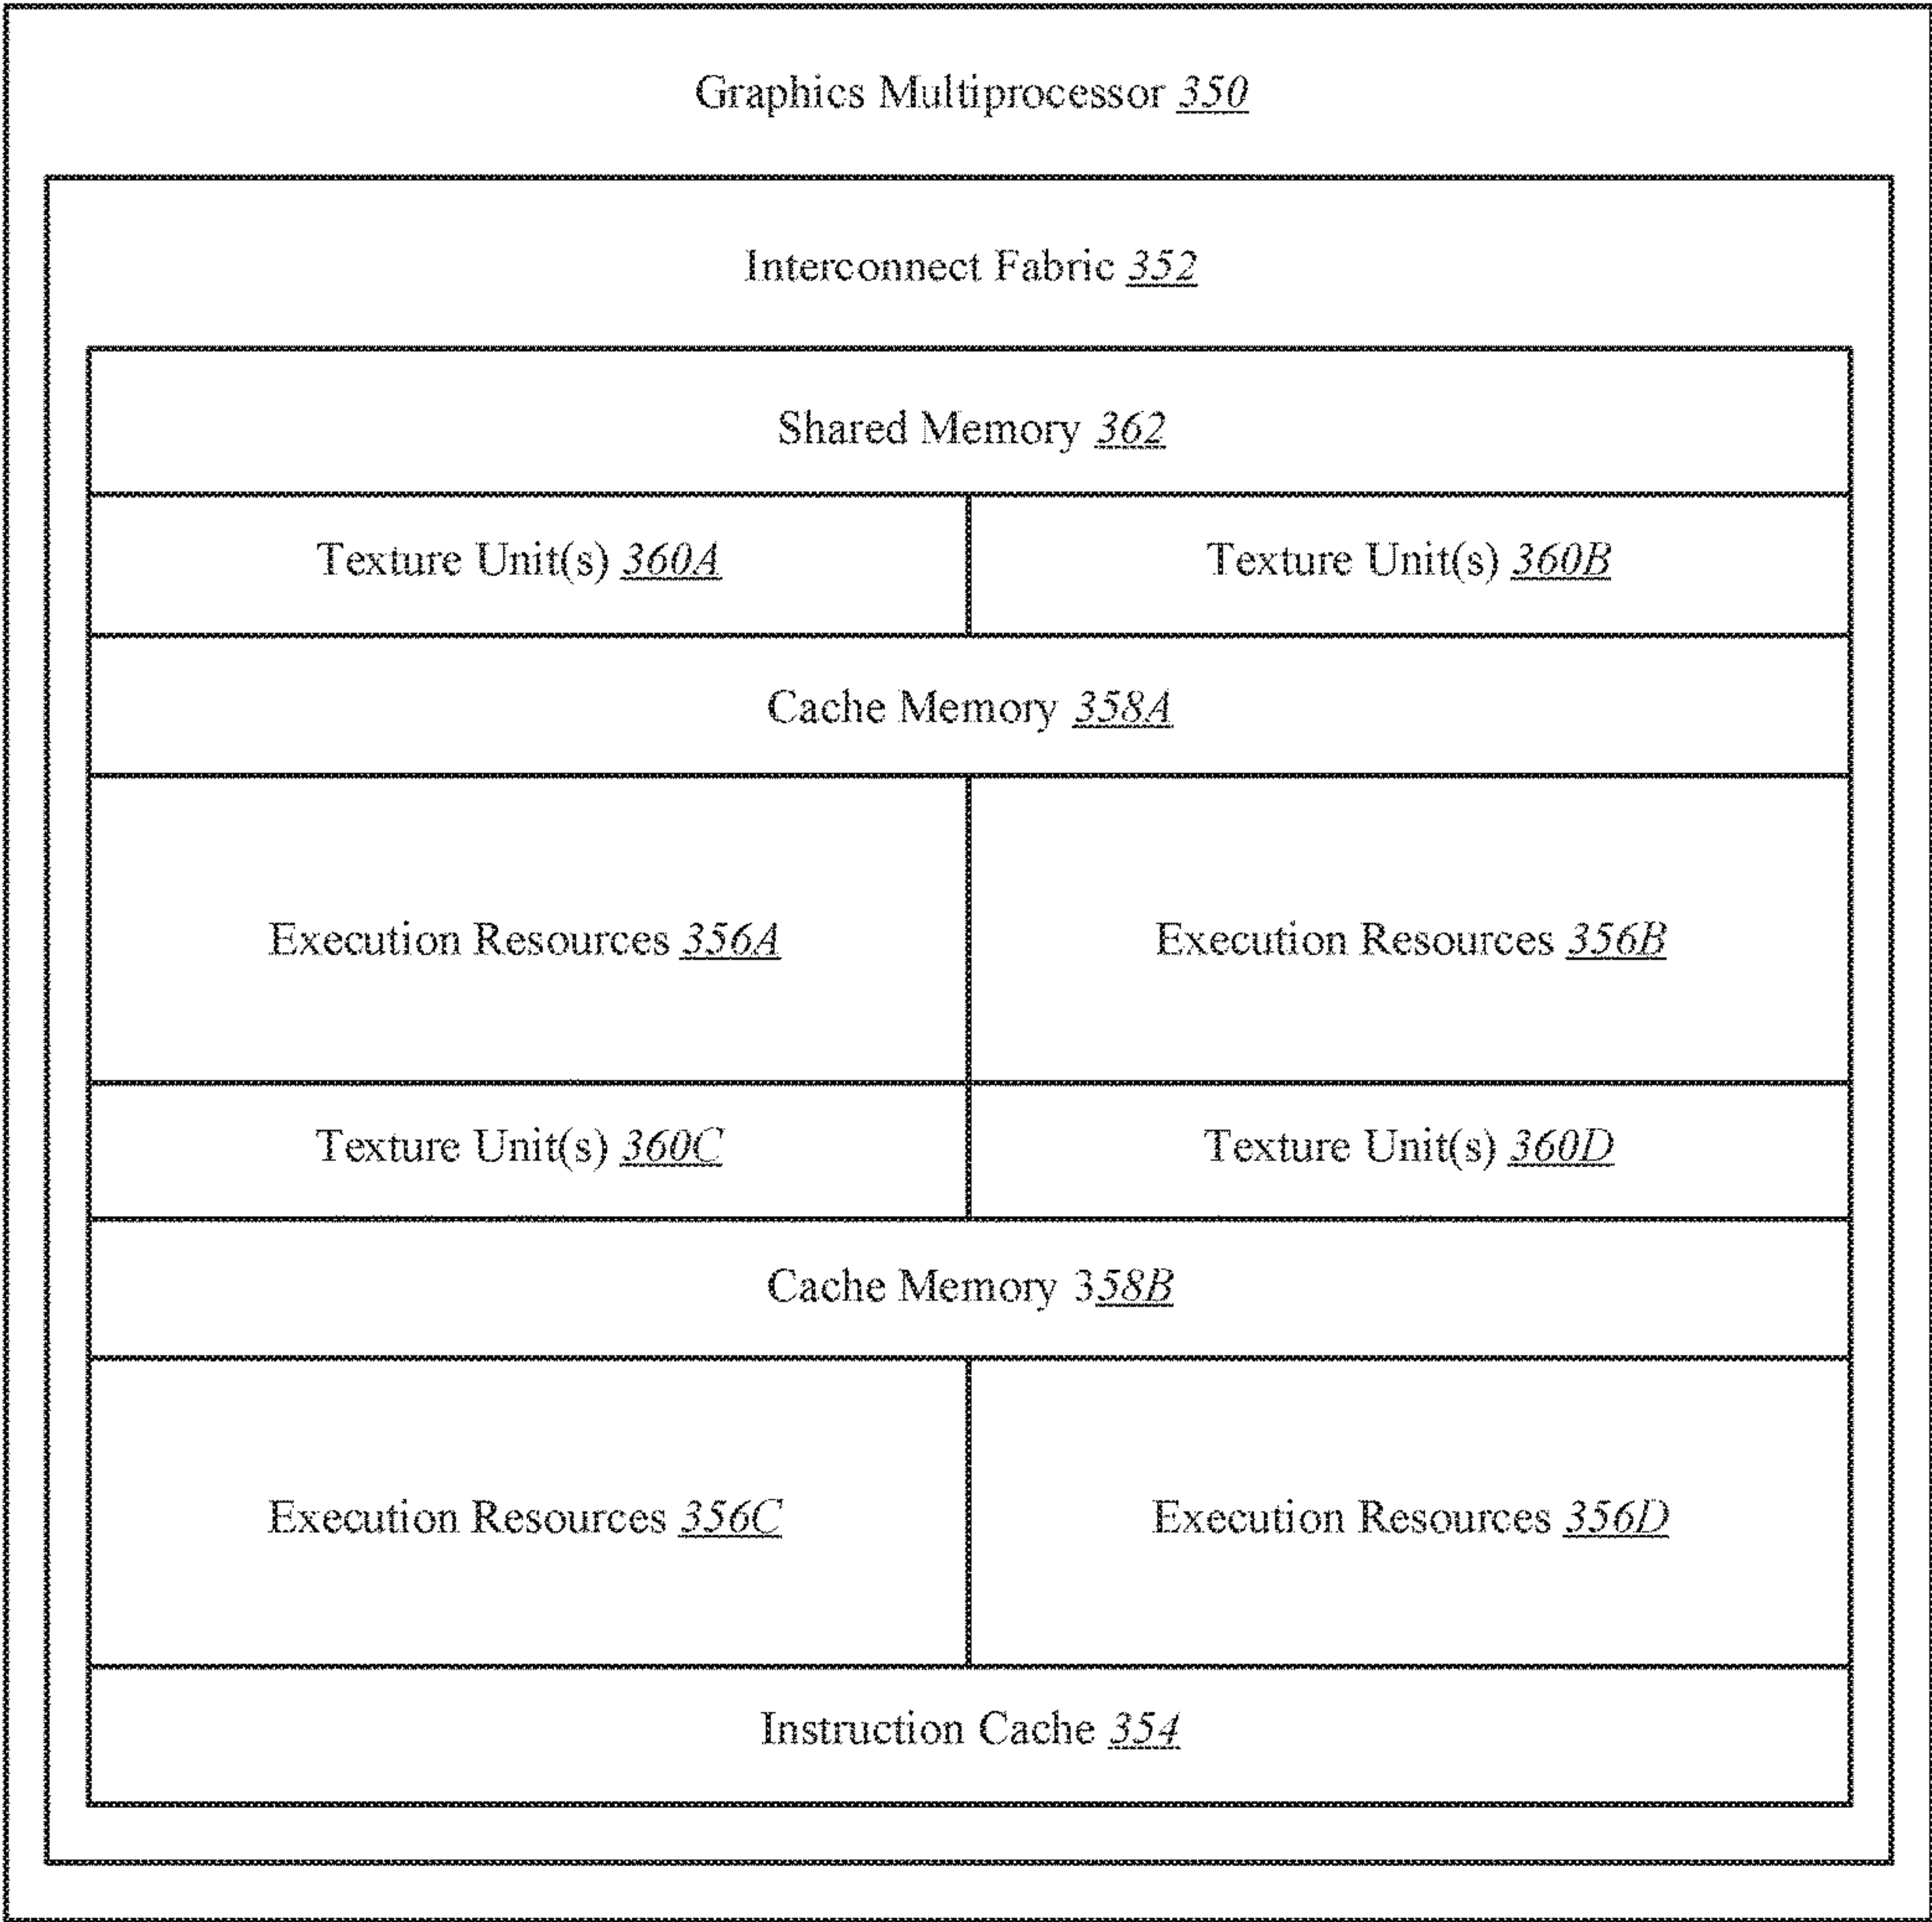 Graphics Multiprocessor 350
Interconnect Fabric 352
Shared Memory 362
Texture Unit(s) 360A
Texture Unit(s) 360B
Cache Memory 358A
Execution Resources 356A
Execution Resources 356B
Texture Unit(s) 360C
Texture Unit(s) 360D
Cache Memory 358B
Execution Resources 356C
Execution Resources 356D
Instruction Cache 354